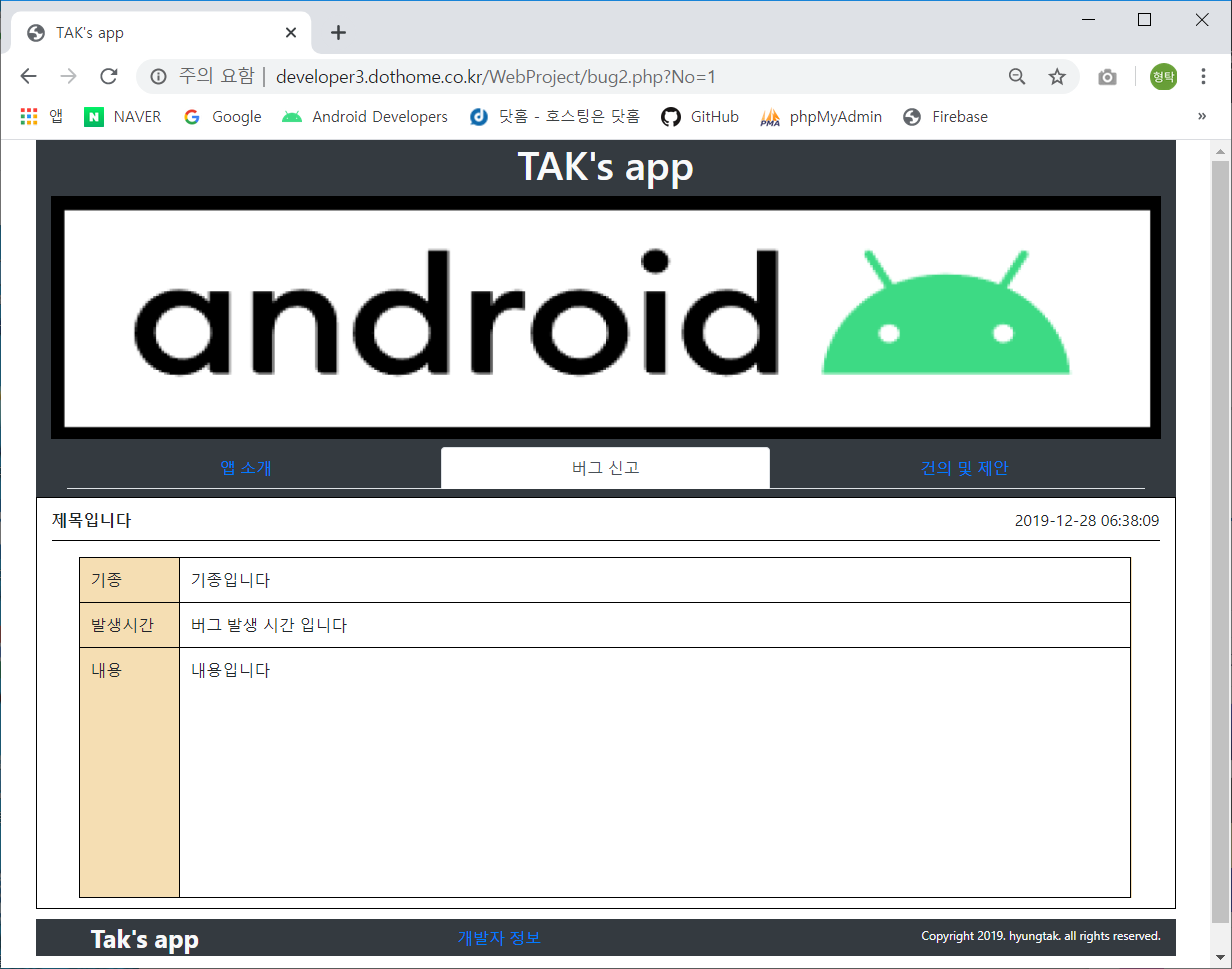 TAK's app
주의 요함 | developer3.dothome.co.kr/WebProject/bug2.php?No=1
형탁
앱 NAVER Google Android Developers 닷홈 - 호스팅은 닷홈 PMA phpMyAdmin GitHub Firebase »
TAK's app
android
앱 소개 버그 신고 건의 및 제안
제목입니다 2019-12-28 06:38:09
기종 기종입니다
발생시간 버그 발생 시간 입니다
내용 내용입니다
Tak's app 개발자 정보 Copyright 2019. hyungtak. all rights reserved.